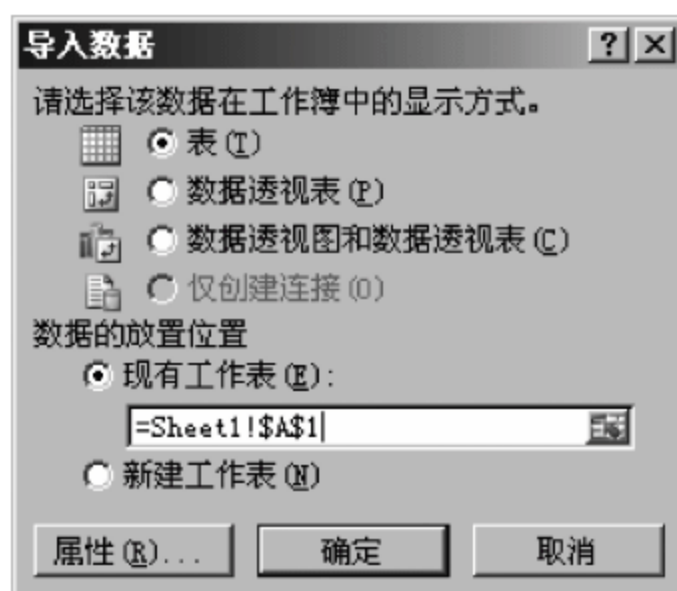 导入数据
请选择该数据在工作簿中的显示方式。
表(T)
数据透视表(P)
数据透视图和数据透视表(C)
仅创建连接(O)
数据的放置位置
现有工作表(E):
=Sheet1!$A$1
新建工作表(N)
属性(R)... 确定 取消